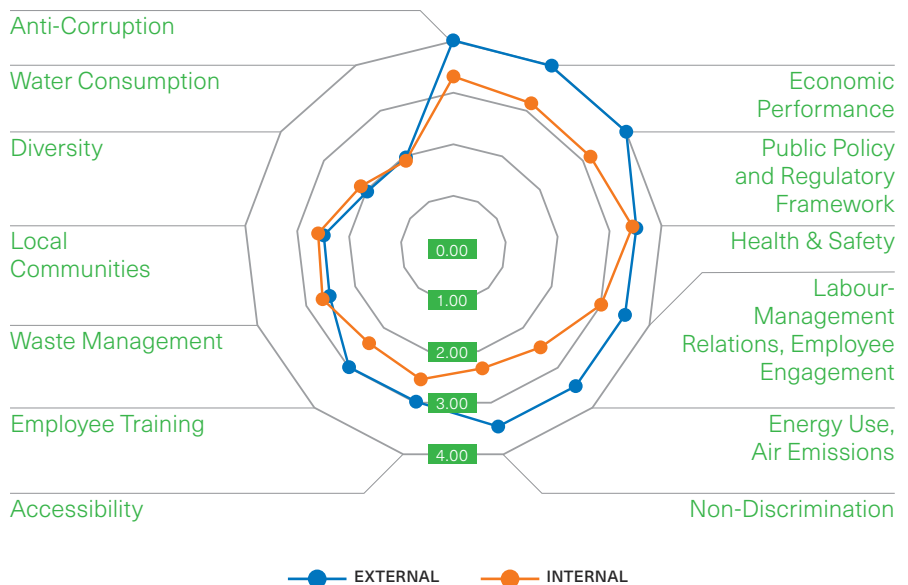 Anti-Corruption
Water Consumption
Diversity
Local
Communities
Waste Management
Employee Training
Accessibility
0.00
1.00
2.00
3.00
4.00
Economic
Performance
Public Policy
and Regulatory
Framework
Health & Safety
Labour-
Management
Relations, Employee
Engagement
Energy Use,
Air Emissions
Non-Discrimination
EXTERNAL
INTERNAL